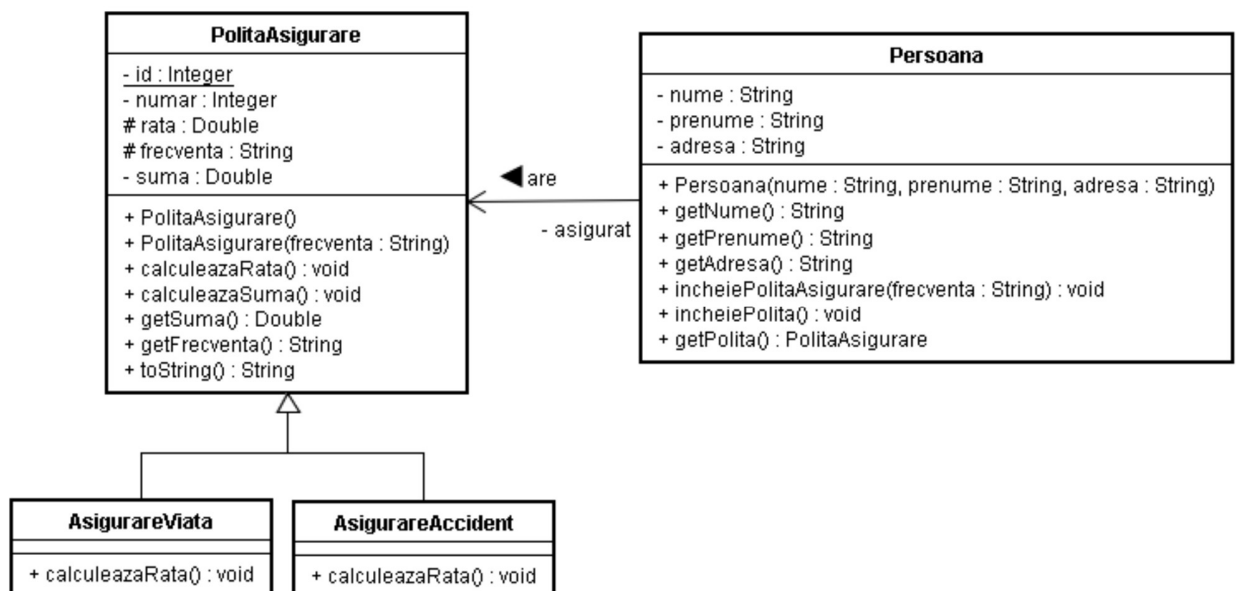 PolitaAsigurare
- id : Integer
- numar : Integer
# rata : Double
# frecventa : String
- suma : Double
+ PolitaAsigurare()
+ PolitaAsigurare(frecventa : String)
+ calculeazaRata() : void
+ calculeazaSuma() : void
+ getSuma() : Double
+ getFrecventa() : String
+ toString() : String
are
- asigurat
Persoana
- nume : String
- prenume : String
- adresa : String
+ Persoana(nume : String, prenume : String, adresa : String)
+ getNume() : String
+ getPrenume() : String
+ getAdresa() : String
+ incheiePolitaAsigurare(frecventa : String) : void
+ incheiePolita() : void
+ getPolita() : PolitaAsigurare
AsigurareViata
+ calculeazaRata() : void
AsigurareAccident
+ calculeazaRata() : void